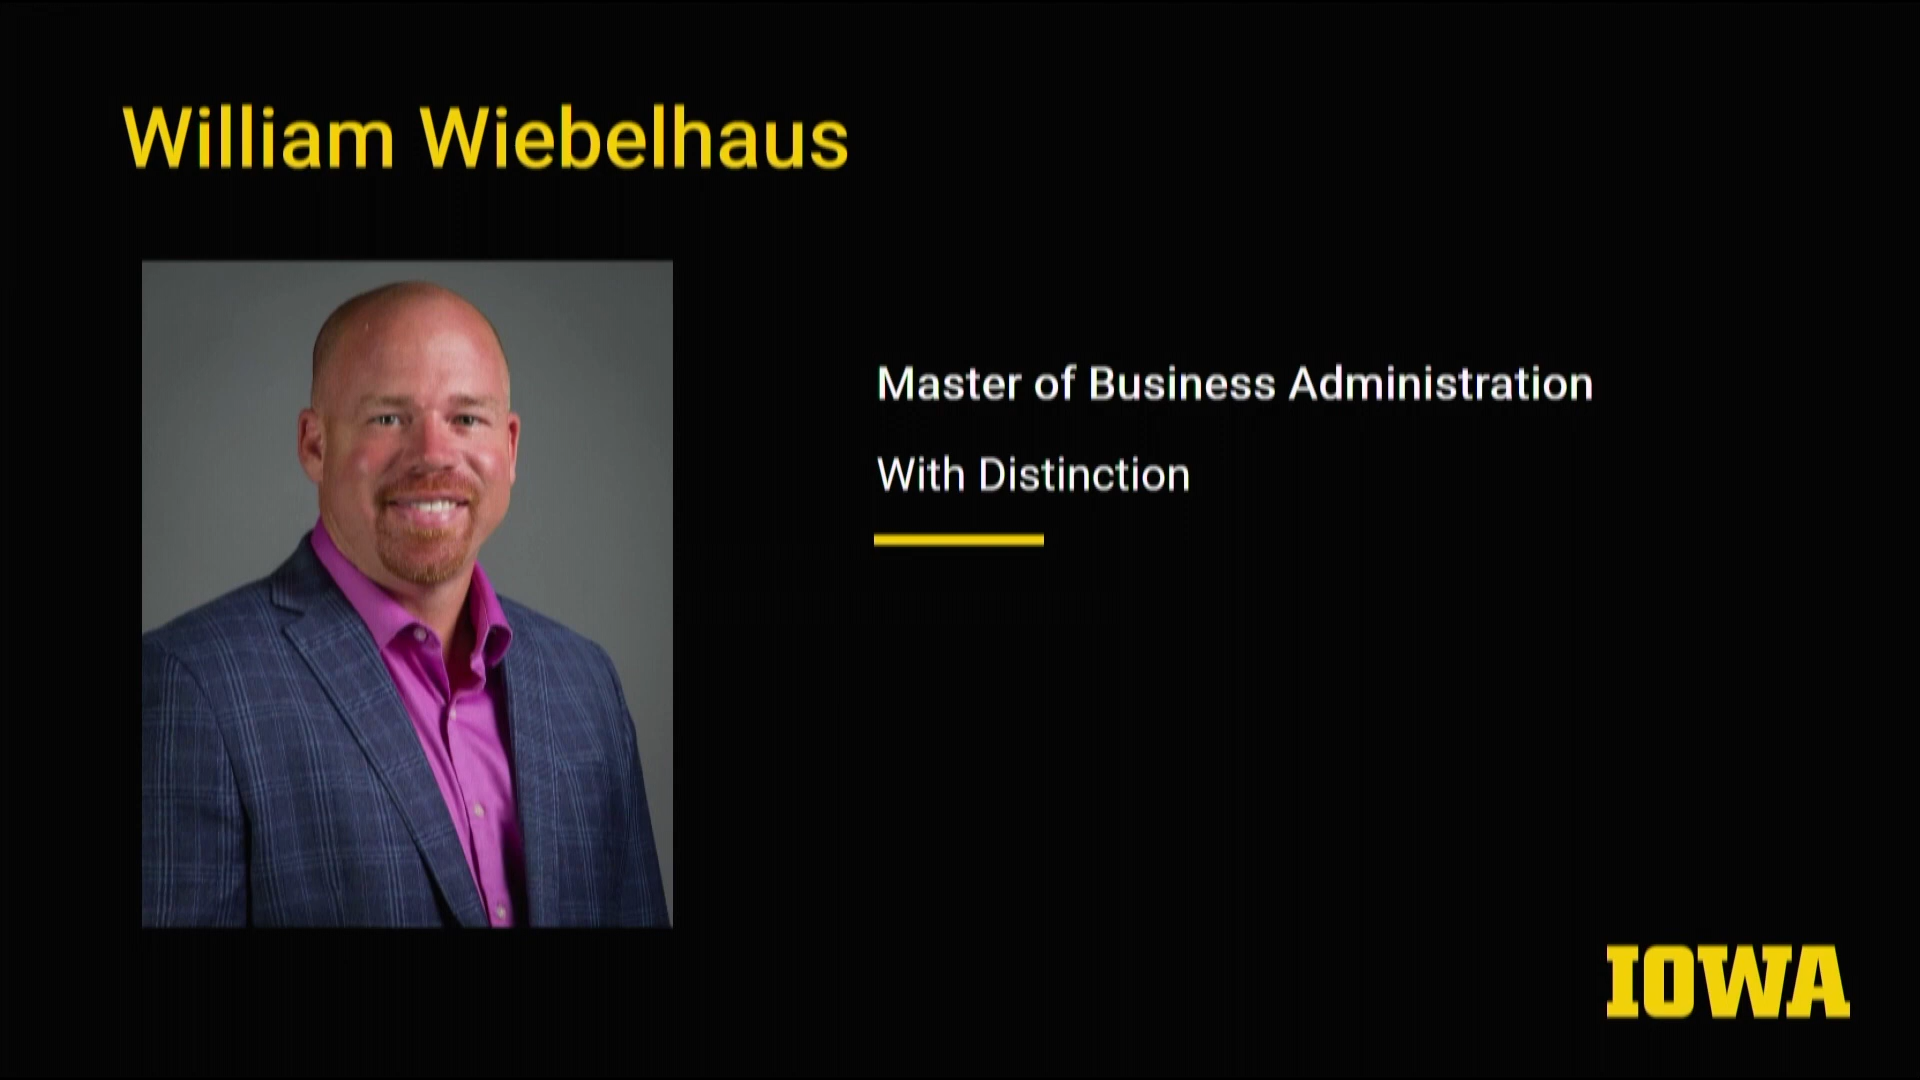 William Wiebelhaus
Master of Business Administration
With Distinction
IOWA